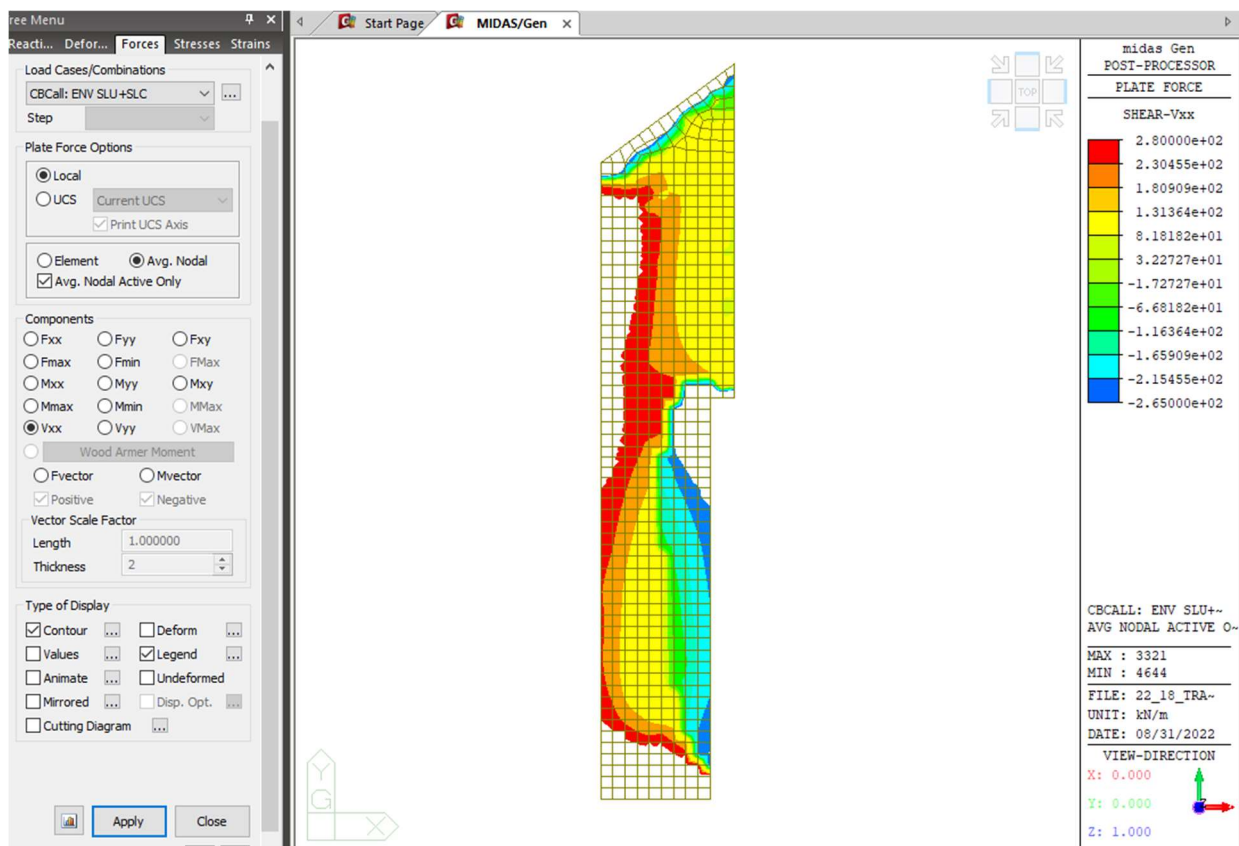 ree Menu
Reacti... Defor... Forces Stresses Strains
Load Cases/Combinations
CBCall: ENV SLU+SLC ...
Step
Plate Force Options
Local
UCS Current UCS
Print UCS Axis
Element Avg. Nodal
Avg. Nodal Active Only
Components
Fxx Fyy Fxy
Fmax Fmin FMax
Mxx Myy Mxy
Mmax Mmin MMax
Vxx Vyy VMax
Wood Armer Moment
Fvector Mvector
Positive Negative
Vector Scale Factor
Length 1.000000
Thickness 2
Type of Display
Contour ... Deform ...
Values ... Legend ...
Animate ... Undeformed
Mirrored ... Disp. Opt. ...
Cutting Diagram ...
Apply Close
Start Page MIDAS/Gen
TOP
Y
G
X
midas Gen
POST-PROCESSOR
PLATE FORCE
SHEAR-Vxx
2.80000e+02
2.30455e+02
1.80909e+02
1.31364e+02
8.18182e+01
3.22727e+01
-1.72727e+01
-6.68182e+01
-1.16364e+02
-1.65909e+02
-2.15455e+02
-2.65000e+02
CBCALL: ENV SLU+~
AVG NODAL ACTIVE O~
MAX : 3321
MIN : 4644
FILE: 22_18_TRA~
UNIT: kN/m
DATE: 08/31/2022
VIEW-DIRECTION
X: 0.000
Y: 0.000
Z: 1.000